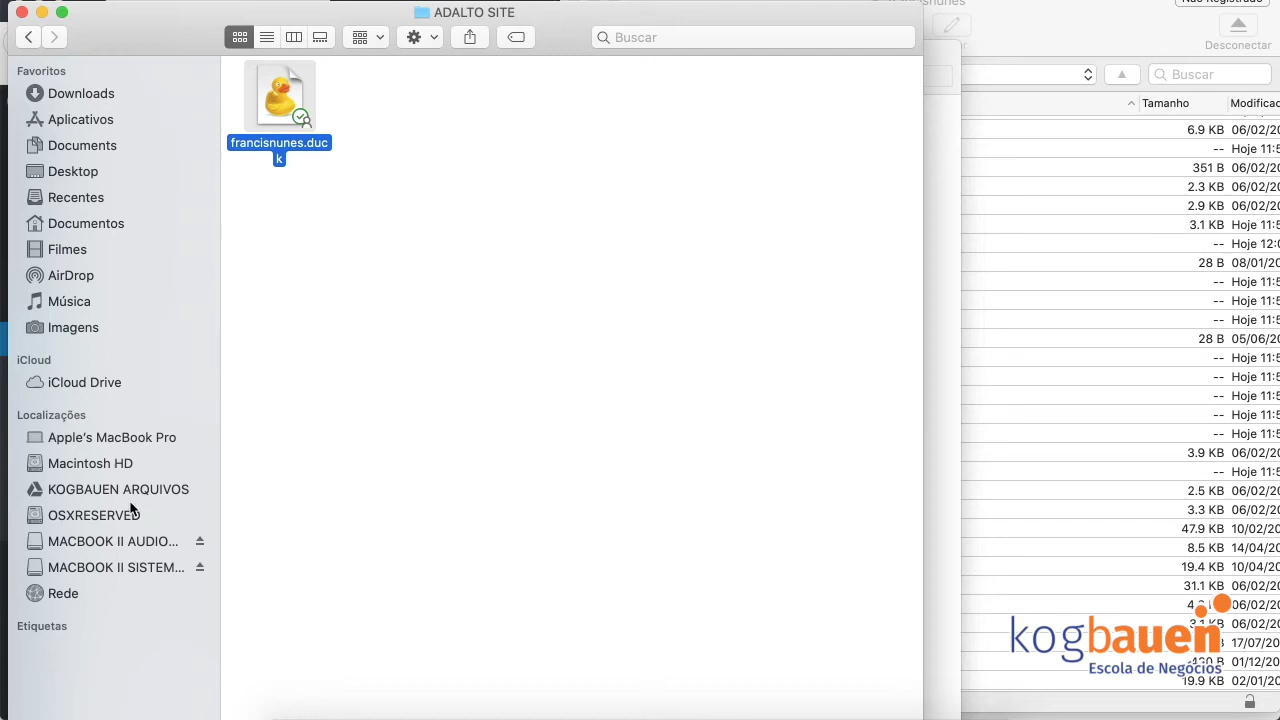 ADALTO SITE
Buscar
Favoritos
Downloads
Aplicativos
Documents
Desktop
Recentes
Documentos
Filmes
AirDrop
Música
Imagens
iCloud
iCloud Drive
Localizações
Apple's MacBook Pro
Macintosh HD
KOGBAUEN ARQUIVOS
OSXRESERVED
MACBOOK II AUDIO...
MACBOOK II SISTEM...
Rede
Etiquetas
francisnunes.duc
k
Não Registrado
Desconectar
Buscar
Tamanho Modificad
6.9 KB 06/02/20
-- Hoje 11:5
351 B 06/02/20
2.3 KB 06/02/20
2.9 KB 06/02/20
3.1 KB Hoje 11:5
-- Hoje 12:0
28 B 08/01/20
-- Hoje 11:5
-- Hoje 11:5
-- Hoje 11:5
28 B 05/06/20
-- Hoje 11:5
-- Hoje 11:5
-- Hoje 11:5
-- Hoje 11:5
-- Hoje 11:5
3.9 KB 06/02/20
-- Hoje 11:5
2.5 KB 06/02/20
3.3 KB 06/02/20
47.9 KB 10/02/20
8.5 KB 14/04/20
19.4 KB 10/04/20
31.1 KB 06/02/20
06/02/20
3.1 KB 06/02/20
17/07/20
01/12/20
19.9 KB 02/01/20
kogbauen
Escola de Negócios